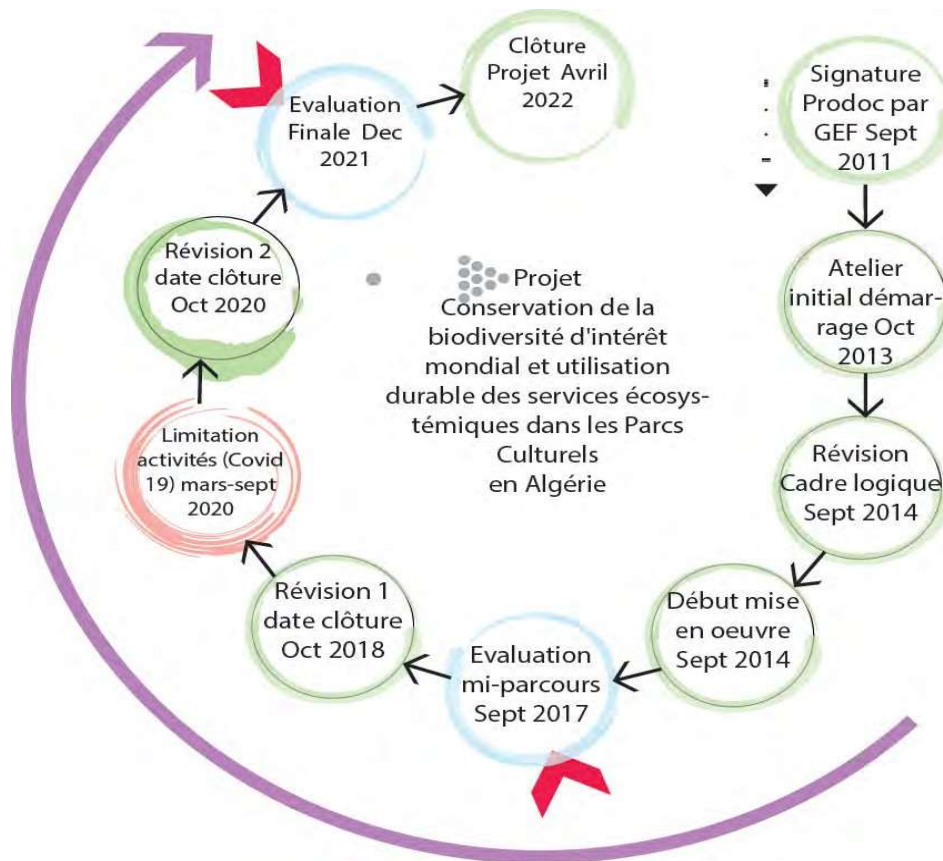 Signature
Prodoc par
GEF Sept
2011
Atelier
initial démar-
rage Oct
2013
Révision
Cadre logique
Sept 2014
Début mise
en oeuvre
Sept 2014
Evaluation
mi-parcours
Sept 2017
Révision 1
date clôture
Oct 2018
Limitation
activités (Covid
19) mars-sept
2020
Révision 2
date clôture
Oct 2020
Evaluation
Finale Dec
2021
Clôture
Projet Avril
2022
Projet
Conservation de la
biodiversité d'intérêt
mondial et utilisation
durable des services écosys-
témiques dans les Parcs
Culturels
en Algérie